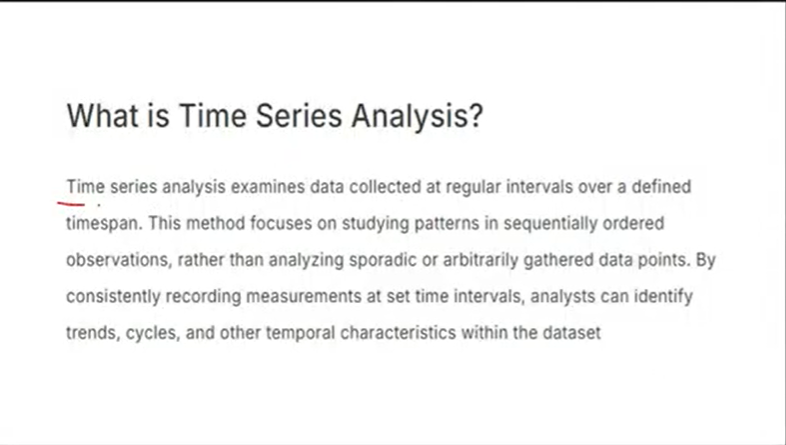 What is Time Series Analysis?
Time series analysis examines data collected at regular intervals over a defined
timespan. This method focuses on studying patterns in sequentially ordered
observations, rather than analyzing sporadic or arbitrarily gathered data points. By
consistently recording measurements at set time intervals, analysts can identify
trends, cycles, and other temporal characteristics within the dataset